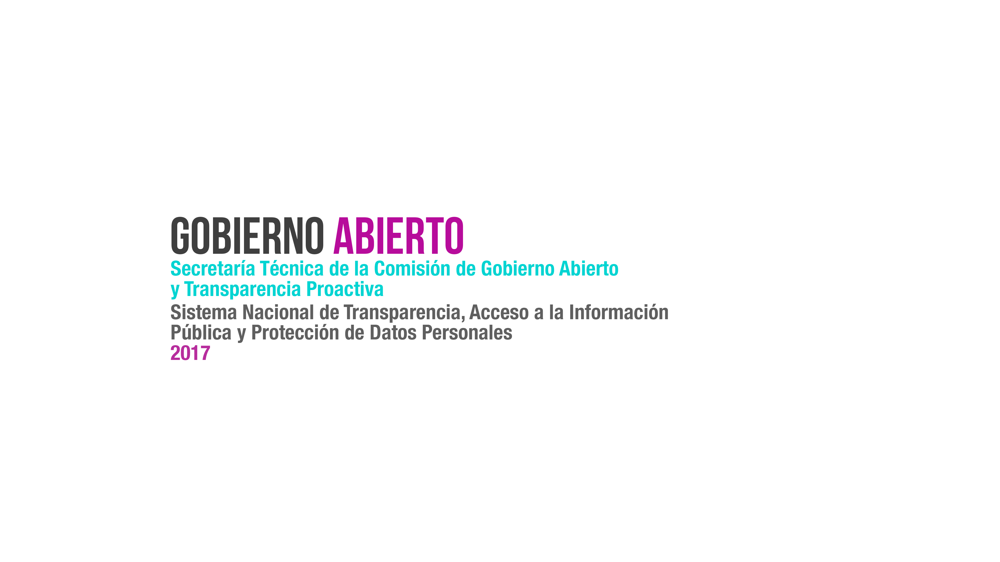 GOBIERNO ABIERTO
Secretaría Técnica de la Comisión de Gobierno Abierto
y Transparencia Proactiva
Sistema Nacional de Transparencia, Acceso a la Información
Pública y Protección de Datos Personales
2017